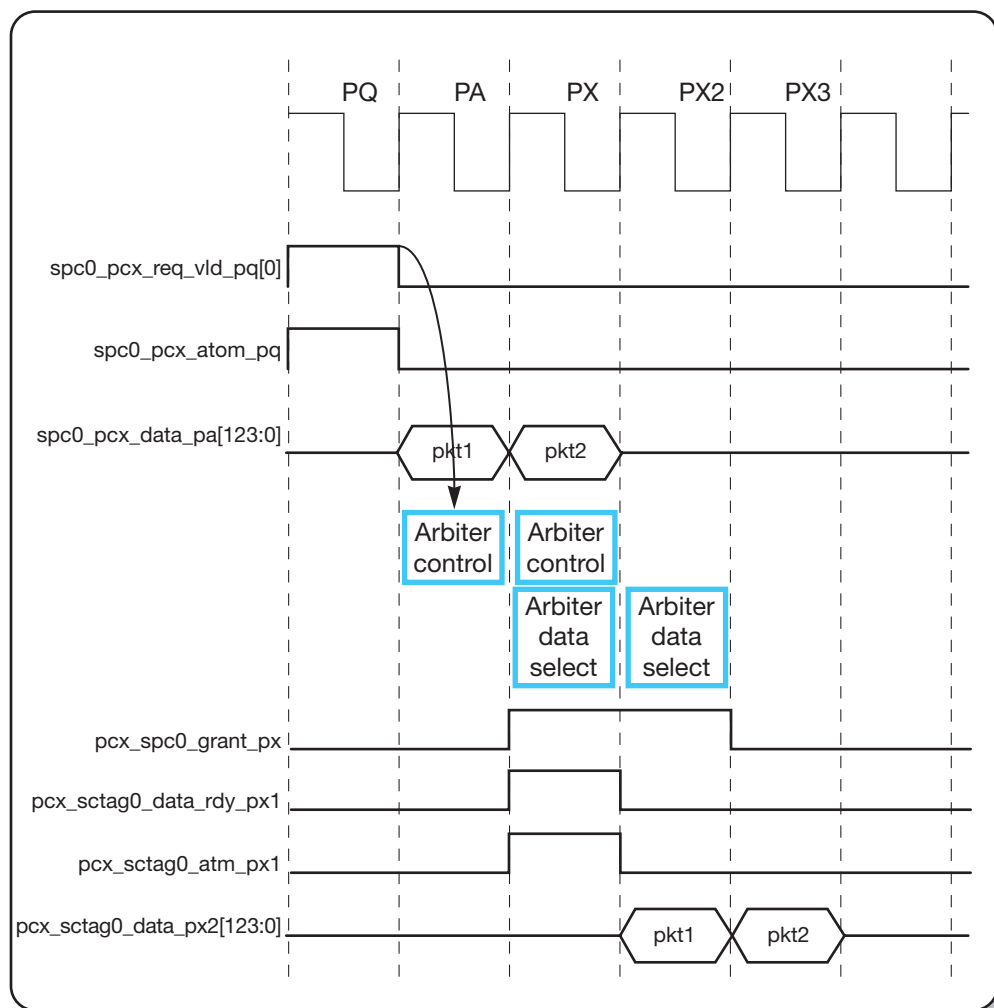 PQ PA PX PX2 PX3
spc0_pcx_req_vld_pq[0]
spc0_pcx_atom_pq
spc0_pcx_data_pa[123:0]
pkt1 pkt2
Arbiter control
Arbiter control
Arbiter data select
Arbiter data select
pcx_spc0_grant_px
pcx_sctag0_data_rdy_px1
pcx_sctag0_atm_px1
pcx_sctag0_data_px2[123:0]
pkt1 pkt2